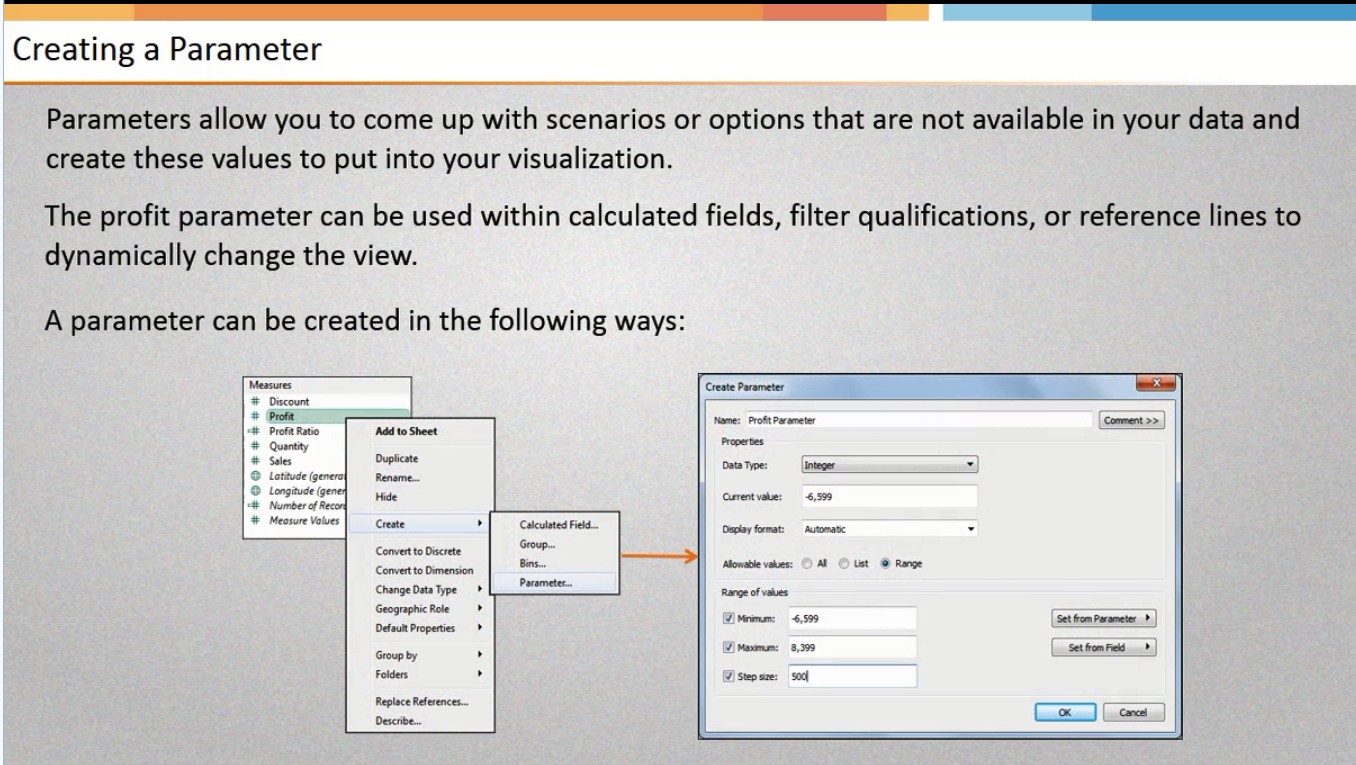 Creating a Parameter
Parameters allow you to come up with scenarios or options that are not available in your data and
create these values to put into your visualization.
The profit parameter can be used within calculated fields, filter qualifications, or reference lines to
dynamically change the view.
A parameter can be created in the following ways:
Measures
# Discount
# Profit
=# Profit Ratio
# Quantity
# Sales
Latitude (genera
Longitude (gener
=# Number of Record
# Measure Values
Add to Sheet
Duplicate
Rename...
Hide
Create
Convert to Discrete
Convert to Dimension
Change Data Type
Geographic Role
Default Properties
Group by
Folders
Replace References...
Describe...
Calculated Field...
Group...
Bins...
Parameter...
Create Parameter
X
Name: Profit Parameter
Comment >>
Properties
Data Type: Integer
Current value: -6,599
Display format: Automatic
Allowable values: All List Range
Range of values
Minimum: -6,599
Set from Parameter
Maximum: 8,399
Set from Field
Step size: 500
OK Cancel